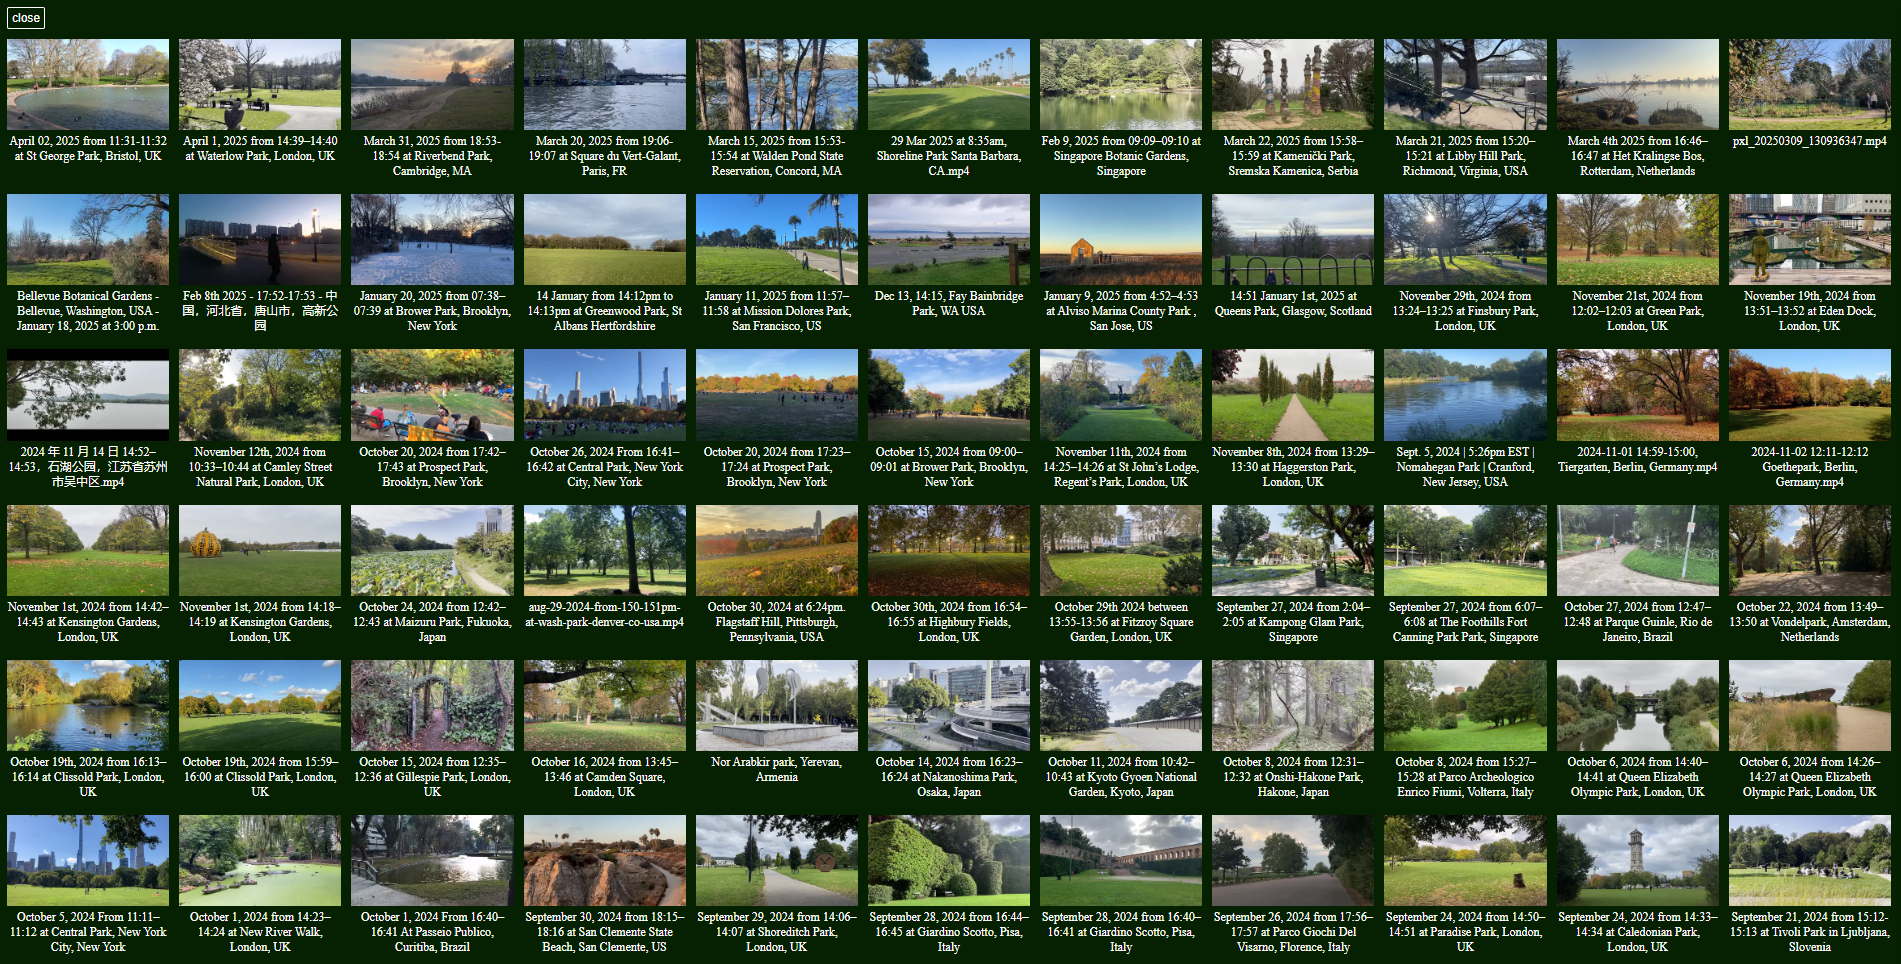 close
April 02, 2025 from 11:31-11:32
at St George Park, Bristol, UK
April 1, 2025 from 14:39–14:40
at Waterlow Park, London, UK
March 31, 2025 from 18:53-
18:54 at Riverbend Park,
Cambridge, MA
March 20, 2025 from 19:06-
19:07 at Square du Vert-Galant,
Paris, FR
March 15, 2025 from 15:53-
15:54 at Walden Pond State
Reservation, Concord, MA
29 Mar 2025 at 8:35am,
Shoreline Park Santa Barbara,
CA.mp4
Feb 9, 2025 from 09:09–09:10 at
Singapore Botanic Gardens,
Singapore
March 22, 2025 from 15:58–
15:59 at Kamenički Park,
Sremska Kamenica, Serbia
March 21, 2025 from 15:20–
15:21 at Libby Hill Park,
Richmond, Virginia, USA
March 4th 2025 from 16:46–
16:47 at Het Kralingse Bos,
Rotterdam, Netherlands
pxl_20250309_130936347.mp4
Bellevue Botanical Gardens -
Bellevue, Washington, USA -
January 18, 2025 at 3:00 p.m.
Feb 8th 2025 - 17:52-17:53 - 中
国，河北省，唐山市，高新公
园
January 20, 2025 from 07:38–
07:39 at Brower Park, Brooklyn,
New York
14 January from 14:12pm to
14:13pm at Greenwood Park, St
Albans Hertfordshire
January 11, 2025 from 11:57–
11:58 at Mission Dolores Park,
San Francisco, US
Dec 13, 14:15, Fay Bainbridge
Park, WA USA
January 9, 2025 from 4:52–4:53
at Alviso Marina County Park ,
San Jose, US
14:51 January 1st, 2025 at
Queens Park, Glasgow, Scotland
November 29th, 2024 from
13:24–13:25 at Finsbury Park,
London, UK
November 21st, 2024 from
12:02–12:03 at Green Park,
London, UK
November 19th, 2024 from
13:51–13:52 at Eden Dock,
London, UK
2024 年 11 月 14 日 14:52–
14:53，石湖公园，江苏省苏州
市吴中区.mp4
November 12th, 2024 from
10:33–10:44 at Camley Street
Natural Park, London, UK
October 20, 2024 from 17:42–
17:43 at Prospect Park,
Brooklyn, New York
October 26, 2024 From 16:41–
16:42 at Central Park, New York
City, New York
October 20, 2024 from 17:23–
17:24 at Prospect Park,
Brooklyn, New York
October 15, 2024 from 09:00–
09:01 at Brower Park, Brooklyn,
New York
November 11th, 2024 from
14:25–14:26 at St John’s Lodge,
Regent’s Park, London, UK
November 8th, 2024 from 13:29–
13:30 at Haggerston Park,
London, UK
Sept. 5, 2024 | 5:26pm EST |
Nomahegan Park | Cranford,
New Jersey, USA
2024-11-01 14:59-15:00,
Tiergarten, Berlin, Germany.mp4
2024-11-02 12:11-12:12
Goethepark, Berlin,
Germany.mp4
November 1st, 2024 from 14:42–
14:43 at Kensington Gardens,
London, UK
November 1st, 2024 from 14:18–
14:19 at Kensington Gardens,
London, UK
October 24, 2024 from 12:42–
12:43 at Maizuru Park, Fukuoka,
Japan
aug-29-2024-from-150-151pm-
at-wash-park-denver-co-usa.mp4
October 30, 2024 at 6:24pm.
Flagstaff Hill, Pittsburgh,
Pennsylvania, USA
October 30th, 2024 from 16:54–
16:55 at Highbury Fields,
London, UK
October 29th 2024 between
13:55-13:56 at Fitzroy Square
Garden, London, UK
September 27, 2024 from 2:04–
2:05 at Kampong Glam Park,
Singapore
September 27, 2024 from 6:07–
6:08 at The Foothills Fort
Canning Park Park, Singapore
October 27, 2024 from 12:47–
12:48 at Parque Guinle, Rio de
Janeiro, Brazil
October 22, 2024 from 13:49–
13:50 at Vondelpark, Amsterdam,
Netherlands
October 19th, 2024 from 16:13–
16:14 at Clissold Park, London,
UK
October 19th, 2024 from 15:59–
16:00 at Clissold Park, London,
UK
October 15, 2024 from 12:35–
12:36 at Gillespie Park, London,
UK
October 16, 2024 from 13:45–
13:46 at Camden Square,
London, UK
Nor Arabkir park, Yerevan,
Armenia
October 14, 2024 from 16:23–
16:24 at Nakanoshima Park,
Osaka, Japan
October 11, 2024 from 10:42–
10:43 at Kyoto Gyoen National
Garden, Kyoto, Japan
October 8, 2024 from 12:31–
12:32 at Onshi-Hakone Park,
Hakone, Japan
October 8, 2024 from 15:27–
15:28 at Parco Archeologico
Enrico Fiumi, Volterra, Italy
October 6, 2024 from 14:40–
14:41 at Queen Elizabeth
Olympic Park, London, UK
October 6, 2024 from 14:26–
14:27 at Queen Elizabeth
Olympic Park, London, UK
October 5, 2024 From 11:11–
11:12 at Central Park, New York
City, New York
October 1, 2024 from 14:23–
14:24 at New River Walk,
London, UK
October 1, 2024 From 16:40–
16:41 At Passeio Publico,
Curitiba, Brazil
September 30, 2024 from 18:15–
18:16 at San Clemente State
Beach, San Clemente, US
September 29, 2024 from 14:06–
14:07 at Shoreditch Park,
London, UK
September 28, 2024 from 16:44–
16:45 at Giardino Scotto, Pisa,
Italy
September 28, 2024 from 16:40–
16:41 at Giardino Scotto, Pisa,
Italy
September 26, 2024 from 17:56–
17:57 at Parco Giochi Del
Visarno, Florence, Italy
September 24, 2024 from 14:50–
14:51 at Paradise Park, London,
UK
September 24, 2024 from 14:33–
14:34 at Caledonian Park,
London, UK
September 21, 2024 from 15:12-
15:13 at Tivoli Park in Ljubljana,
Slovenia